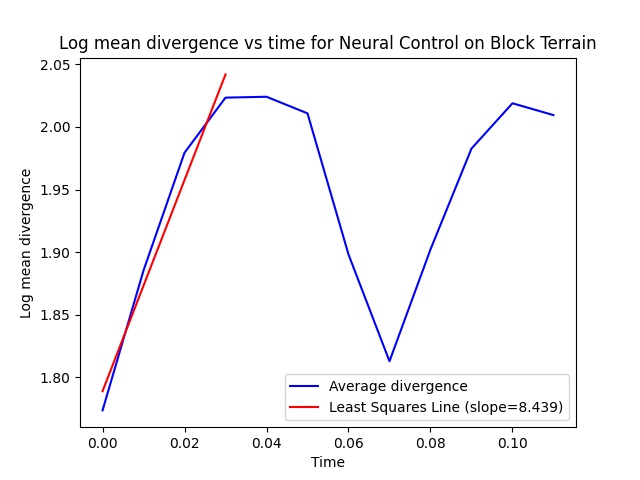 Log mean divergence vs time for Neural Control on Block Terrain
2.05
2.00
1.95
1.90
1.85
1.80
Log mean divergence
0.00
0.02
0.04
0.06
0.08
0.10
Time
Average divergence
Least Squares Line (slope=8.439)